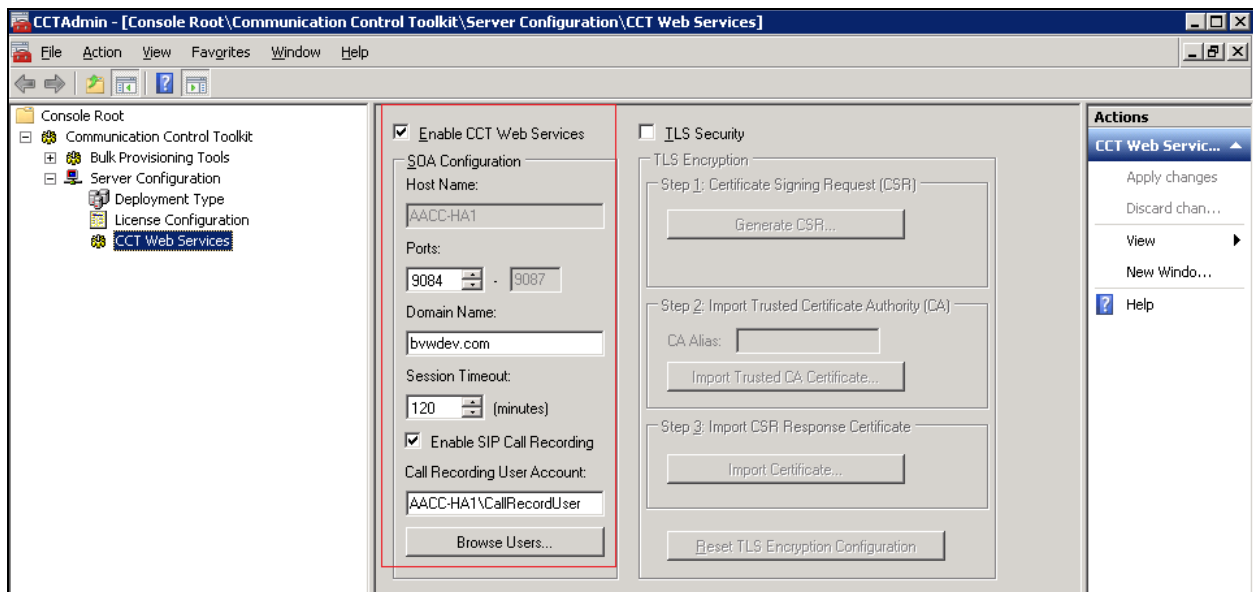 CCTAdmin - [Console Root\Communication Control Toolkit\Server Configuration\CCT Web Services]
File Action View Favorites Window Help
Console Root
Communication Control Toolkit
Bulk Provisioning Tools
Server Configuration
Deployment Type
License Configuration
CCT Web Services
Enable CCT Web Services
SOA Configuration
Host Name:
AACC-HA1
Ports:
9084 - 9087
Domain Name:
bvwdev.com
Session Timeout:
120 (minutes)
Enable SIP Call Recording
Call Recording User Account:
AACC-HA1\CallRecordUser
Browse Users...
TLS Security
TLS Encryption
Step 1: Certificate Signing Request (CSR)
Generate CSR...
Step 2: Import Trusted Certificate Authority (CA)
CA Alias:
Import Trusted CA Certificate...
Step 3: Import CSR Response Certificate
Import Certificate...
Reset TLS Encryption Configuration
Actions
CCT Web Servic...
Apply changes
Discard chan...
View
New Windo...
Help